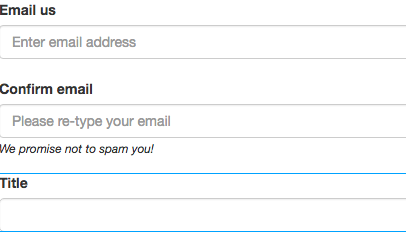 Email us
Enter email address
Confirm email
Please re-type your email
We promise not to spam you!
Title